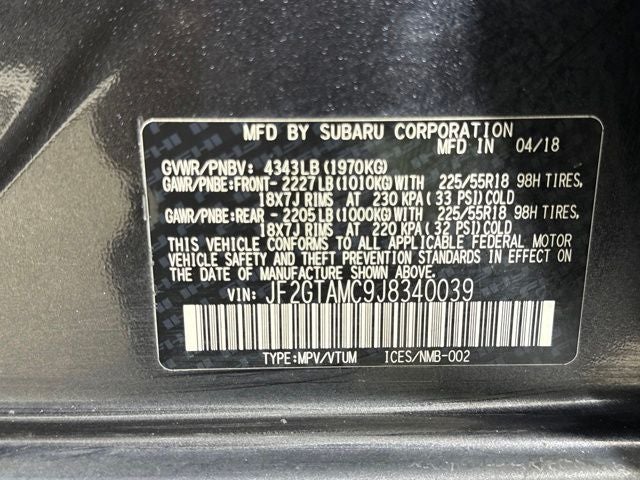 MFD BY SUBARU CORPORATION
MFD IN 04/18
GVWR/PNBV: 4343LB(1970KG)
GAWR/PNBE:FRONT- 2227LB(1010KG)WITH 225/55R18 98H TIRES,
18X7J RIMS AT 230 KPA(33 PSI)COLD
GAWR/PNBE:REAR - 2205LB(1000KG)WITH 225/55R18 98H TIRES,
18X7J RIMS AT 220 KPA(32 PSI)COLD
THIS VEHICLE CONFORMS TO ALL APPLICABLE FEDERAL MOTOR
VEHICLE SAFETY AND THEFT PREVENTION STANDARDS IN EFFECT
ON THE DATE OF MANUFACTURE SHOWN ABOVE.
VIN: JF2GTAMC9J8340039
TYPE:MPV/VTUM ICES/NMB-002